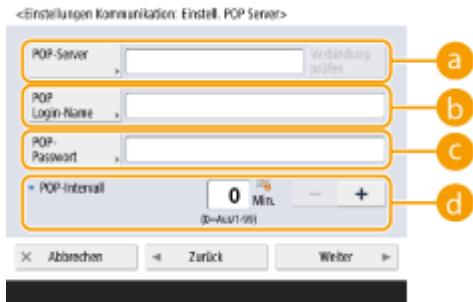 <Einstellungen Kommunikation: Einstell. POP Server>
POP-Server
Verbindung
prüfen
a
POP
Login-Name
b
POP-
Passwort
c
POP-Intervall
0
Min.
−
+
(0=Aus/1-99)
d
× Abbrechen
◄ Zurück
Weiter ►